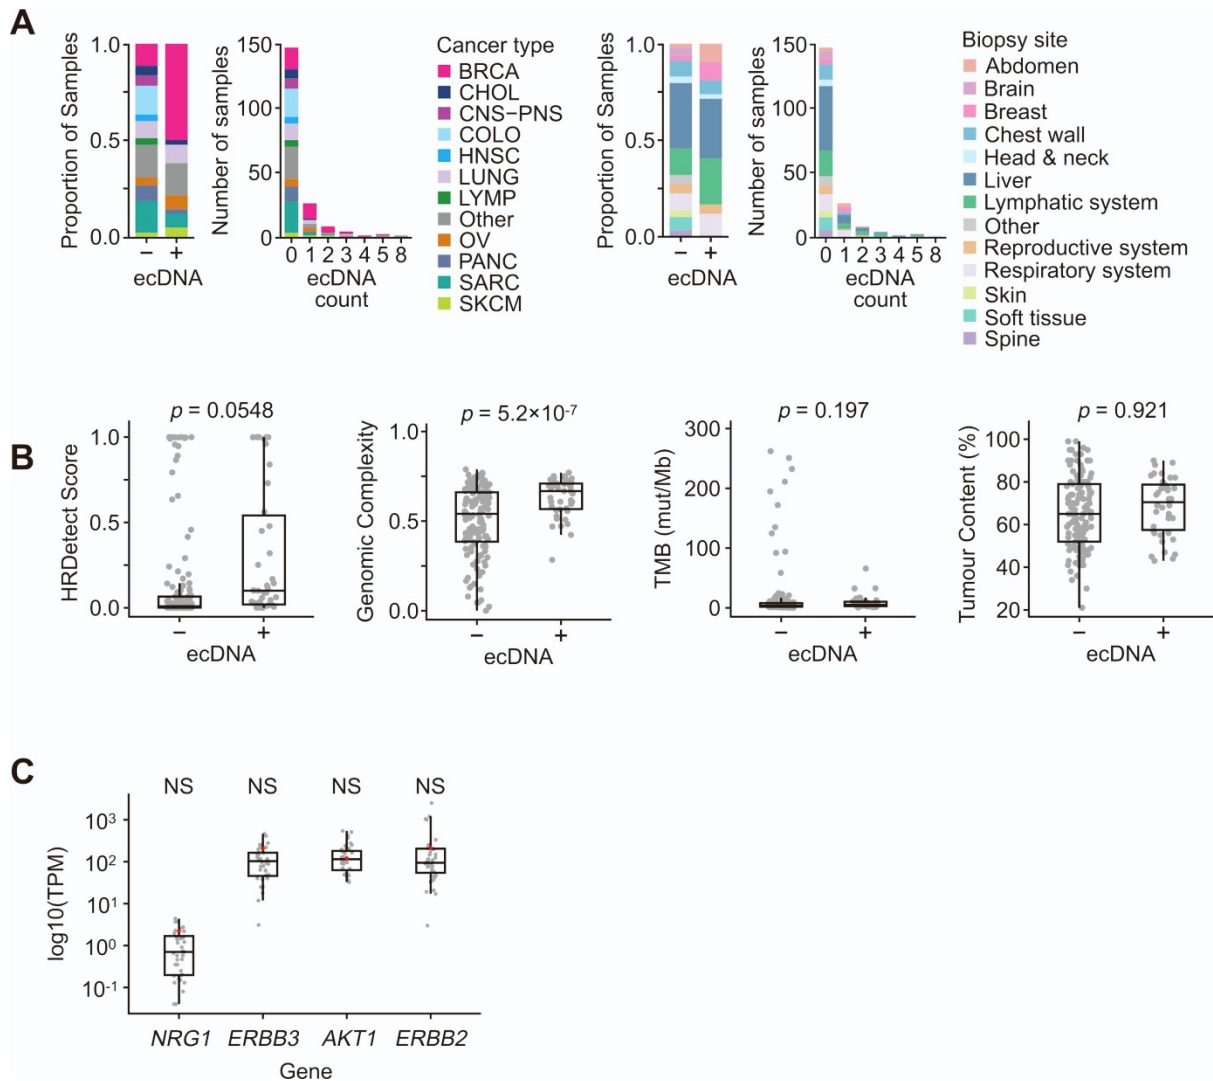 A
Proportion of Samples
1.0
0.5
0.0
− +
ecDNA
Number of samples
150
100
50
0
0 1 2 3 4 5 8
ecDNA
count
Cancer type
BRCA
CHOL
CNS−PNS
COLO
HNSC
LUNG
LYMP
Other
OV
PANC
SARC
SKCM
Proportion of Samples
1.0
0.5
0.0
− +
ecDNA
Number of samples
150
100
50
0
0 1 2 3 4 5 8
ecDNA
count
Biopsy site
Abdomen
Brain
Breast
Chest wall
Head & neck
Liver
Lymphatic system
Other
Reproductive system
Respiratory system
Skin
Soft tissue
Spine
B
p = 0.0548
HRDetect Score
1.0
0.5
0.0
− +
ecDNA
p = 5.2×10⁻⁷
Genomic Complexity
1.0
0.5
0.0
− +
ecDNA
p = 0.197
TMB (mut/Mb)
300
200
100
0
− +
ecDNA
p = 0.921
Tumour Content (%)
100
80
60
40
20
− +
ecDNA
C
NS NS NS NS
log10(TPM)
10³
10²
10¹
10⁰
10⁻¹
NRG1 ERBB3 AKT1 ERBB2
Gene